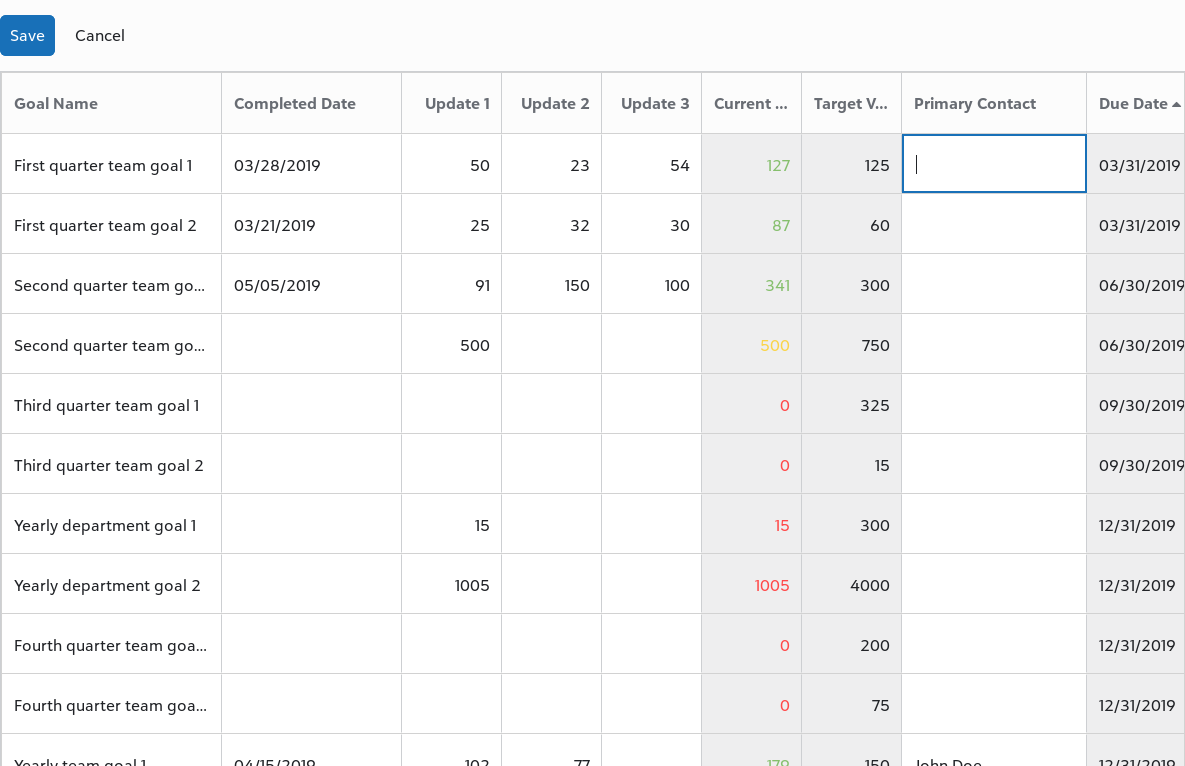 Save Cancel
Goal Name Completed Date Update 1 Update 2 Update 3 Current ... Target V... Primary Contact Due Date
First quarter team goal 1 03/28/2019 50 23 54 127 125 03/31/2019
First quarter team goal 2 03/21/2019 25 32 30 87 60 03/31/2019
Second quarter team go... 05/05/2019 91 150 100 341 300 06/30/2019
Second quarter team go... 500 500 750 06/30/2019
Third quarter team goal 1 0 325 09/30/2019
Third quarter team goal 2 0 15 09/30/2019
Yearly department goal 1 15 15 300 12/31/2019
Yearly department goal 2 1005 1005 4000 12/31/2019
Fourth quarter team goa... 0 200 12/31/2019
Fourth quarter team goa... 0 75 12/31/2019
Yearly team goal 1 04/15/2019 102 77 179 150 John Doe 12/31/2019